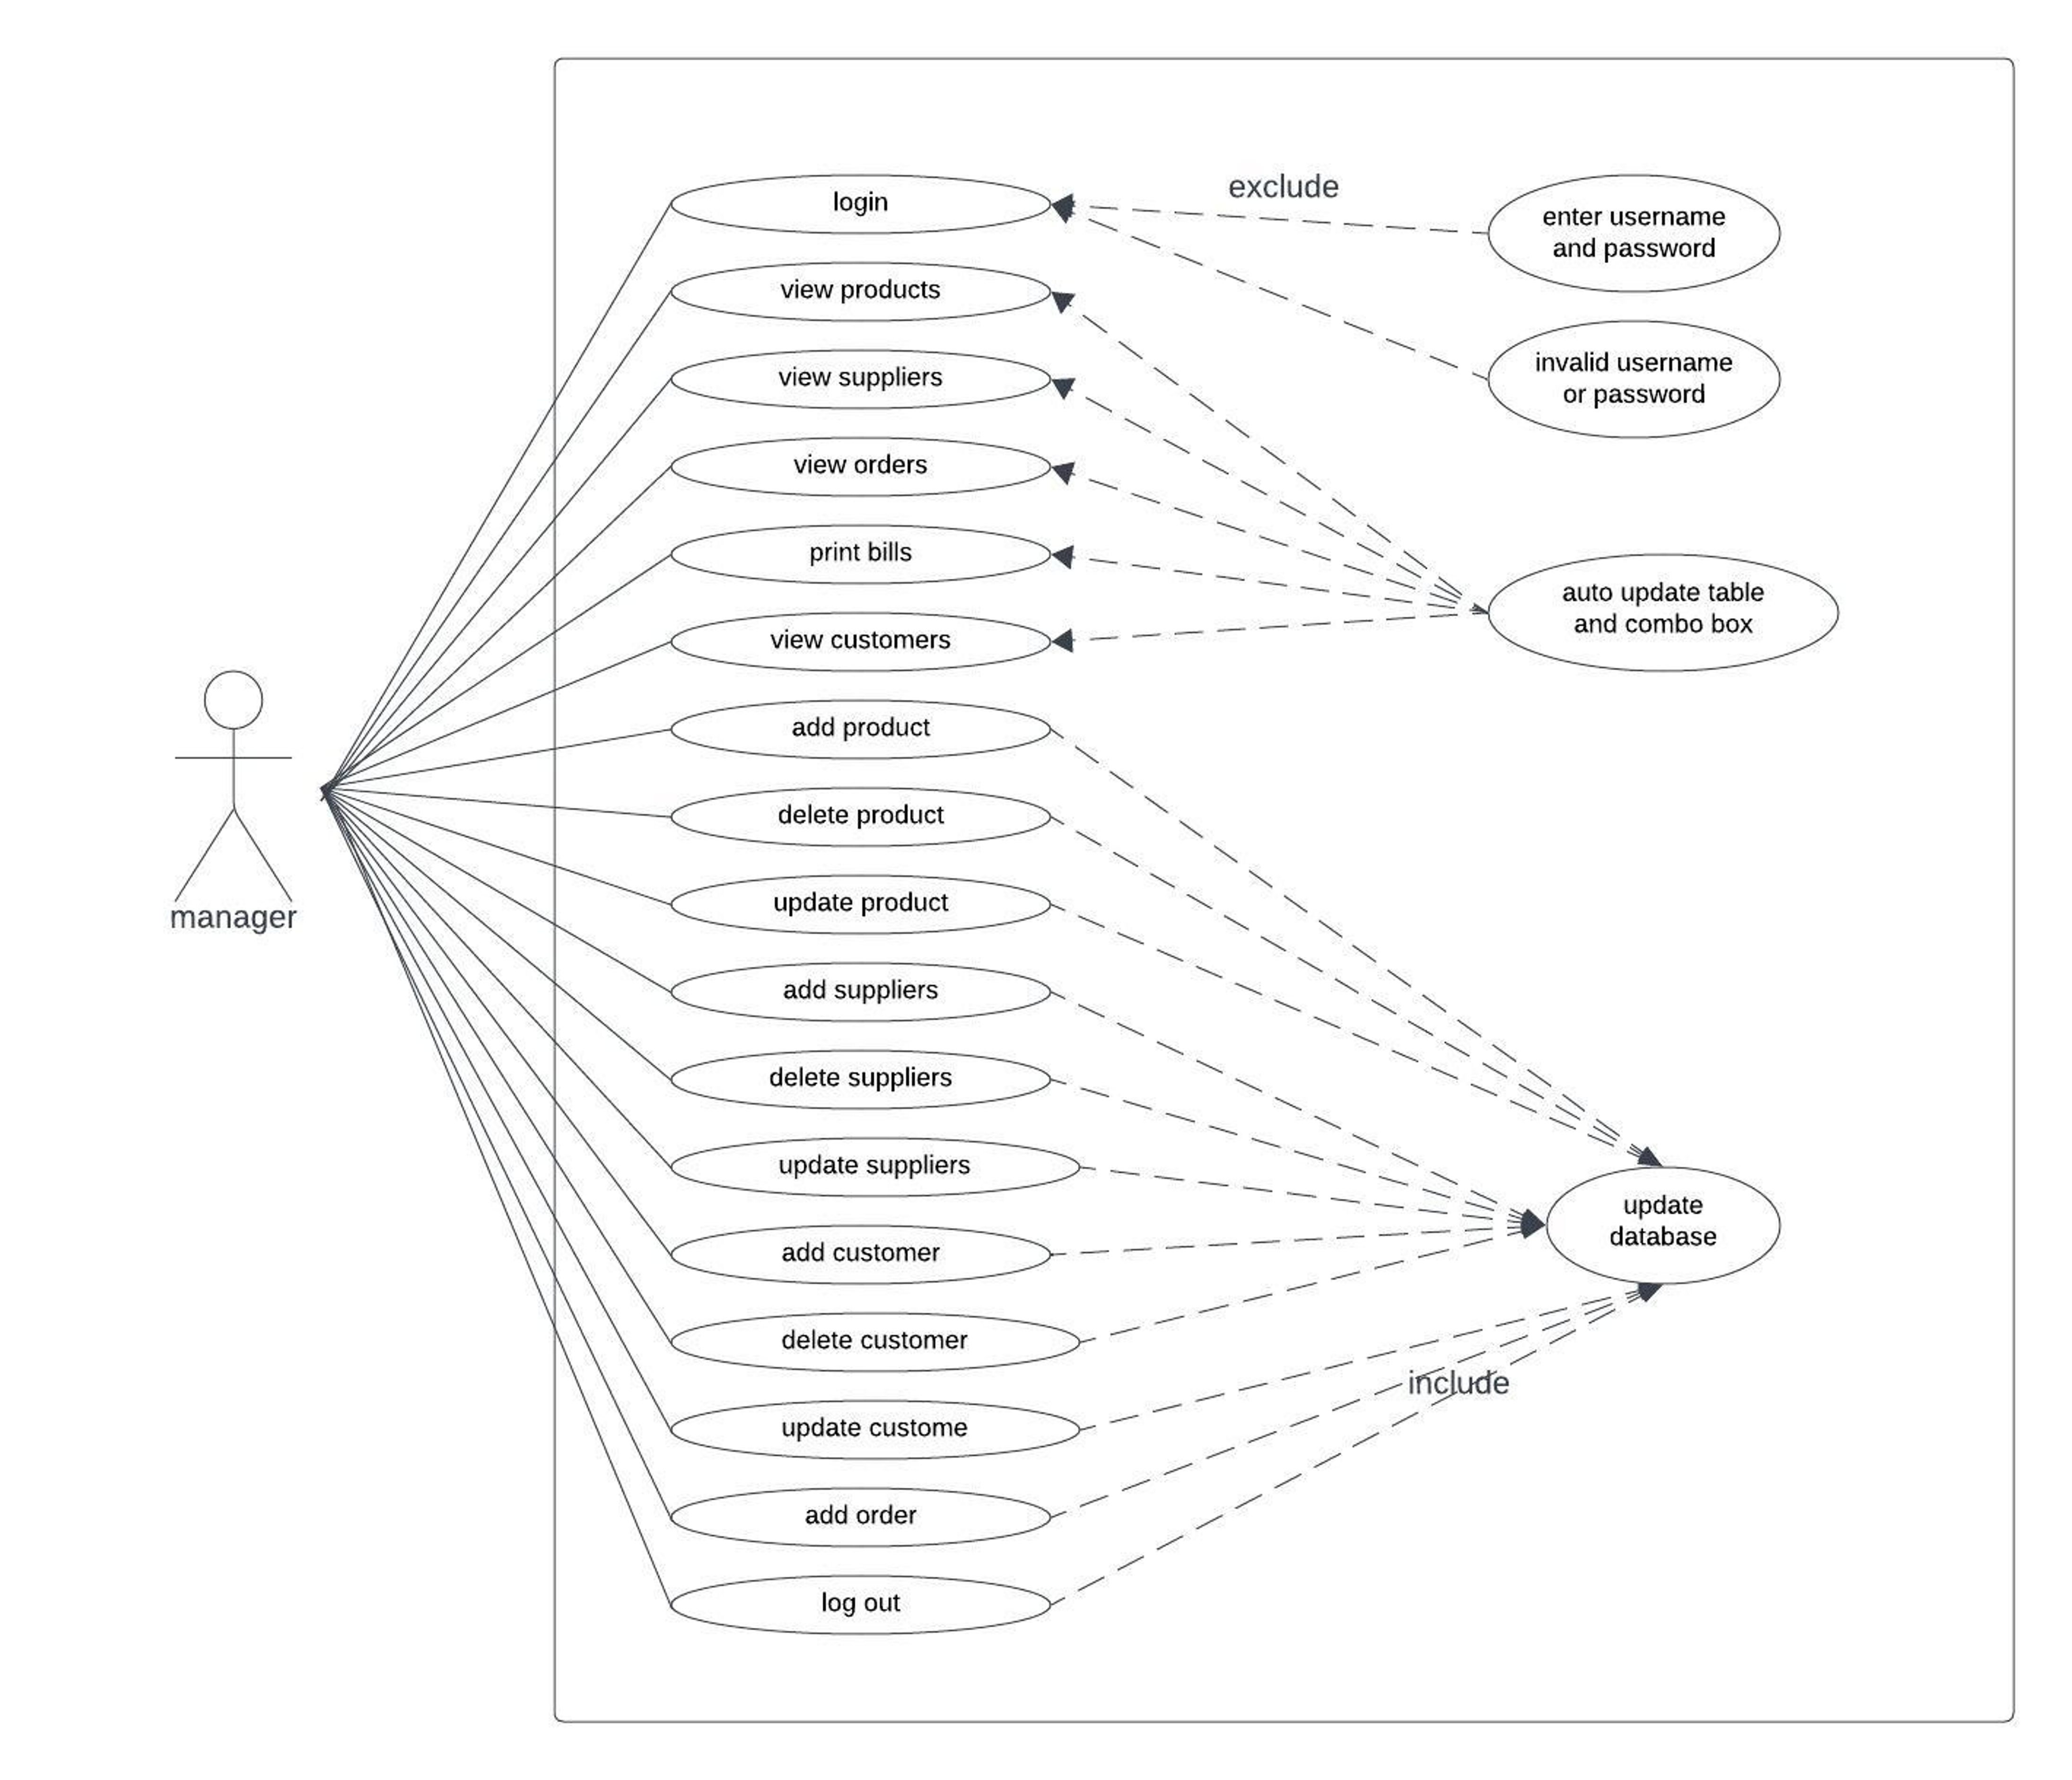 login
exclude
enter username
and password
view products
view suppliers
invalid username
or password
view orders
print bills
auto update table
and combo box
view customers
add product
delete product
manager
update product
add suppliers
delete suppliers
update suppliers
update
database
add customer
delete customer
include
update custome
add order
log out